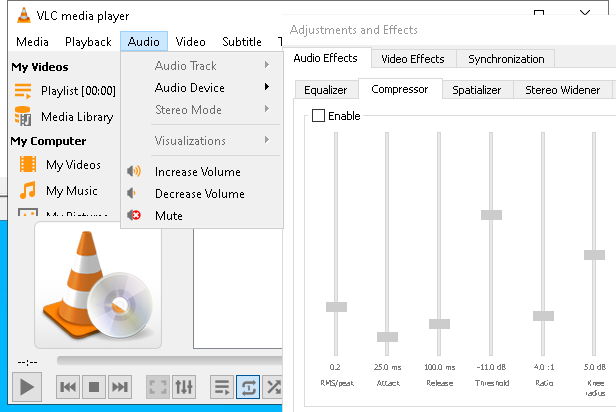 VLC media player
Media Playback Audio Video Subtitle
My Videos
Playlist [00:00]
Media Library
My Computer
My Videos
My Music
My Pictures
--:--
Audio Track
Audio Device
Stereo Mode
Visualizations
Increase Volume
Decrease Volume
Mute
Adjustments and Effects
Audio Effects Video Effects Synchronization
Equalizer Compressor Spatializer Stereo Widener
Enable
0.2 25.0 ms 100.0 ms -11.0 dB 4.0 :1 5.0 dB
RMS/peak Attack Release Threshold Ratio Knee
radius